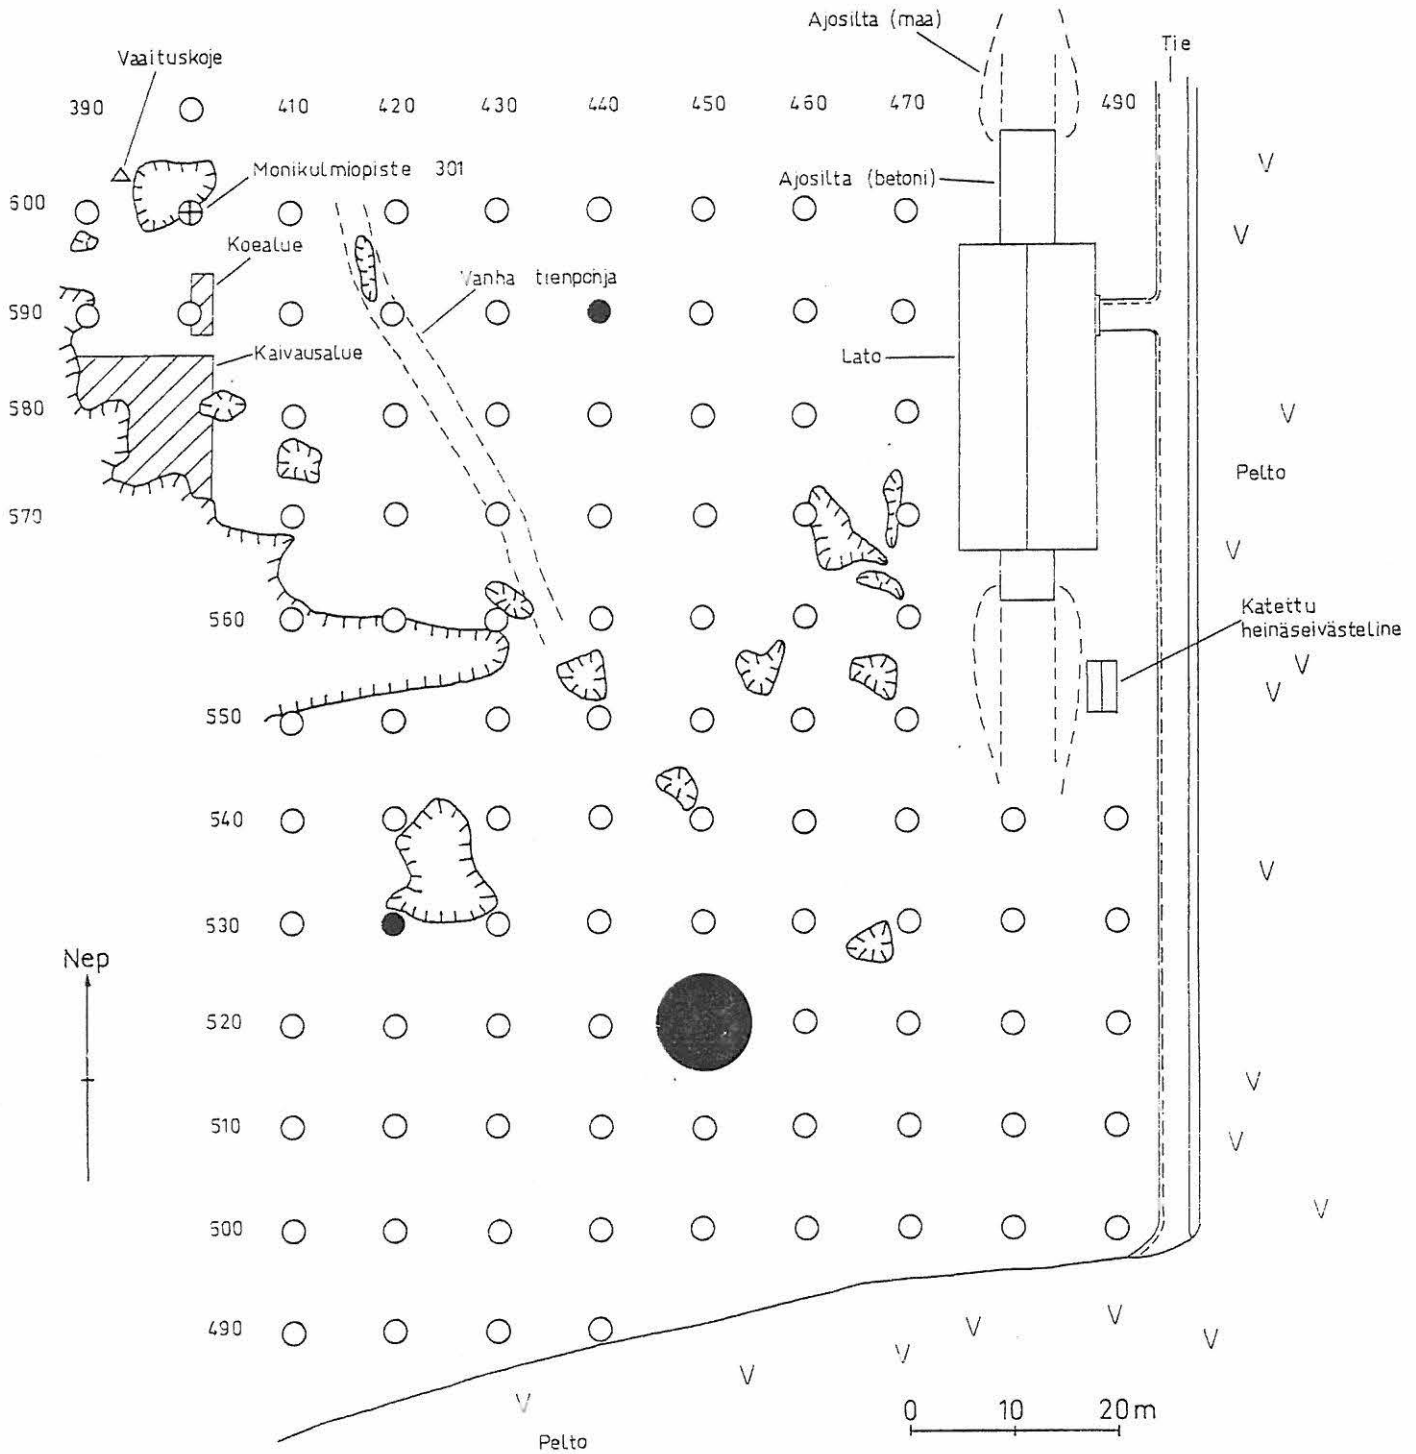 Ajosilta (maa)
Tie
Vaaituskoje
390 410 420 430 440 450 460 470 490
Monikulmiopiste 301
Ajosilta (betoni)
600
Koealue
Vanha tienpohja
590
Kaivausalue
Lato
580
Pelto
570
560
Katettu
heinäseivästeline
550
540
530
Nep
520
510
500
490
0 10 20m
Pelto